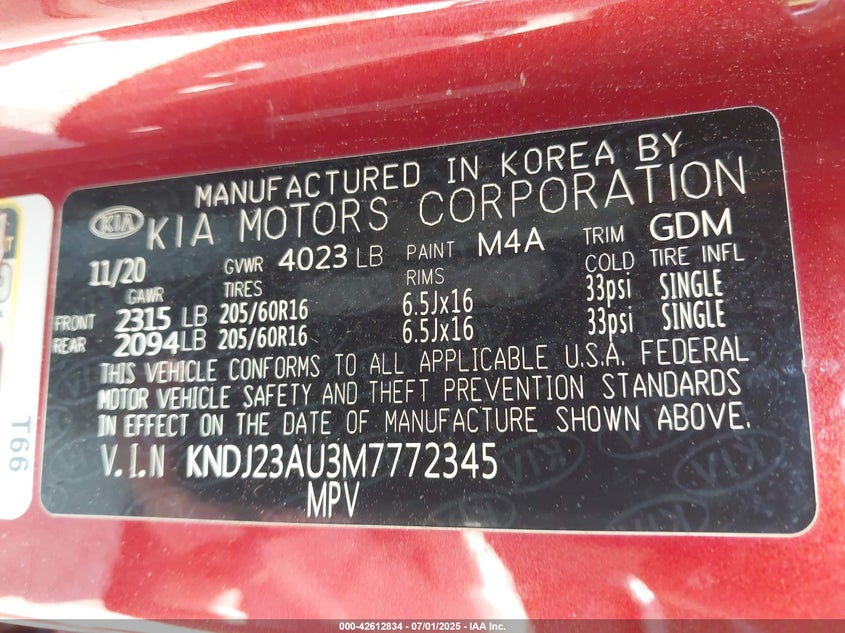 MANUFACTURED IN KOREA BY
KIA KIA MOTORS CORPORATION
11/20 GVWR 4023 LB PAINT M4A TRIM GDM
GAWR TIRES RIMS COLD TIRE INFL
FRONT 2315 LB 205/60R16 6.5Jx16 33psi SINGLE
REAR 2094 LB 205/60R16 6.5Jx16 33psi SINGLE
THIS VEHICLE CONFORMS TO ALL APPLICABLE U.S.A. FEDERAL
MOTOR VEHICLE SAFETY AND THEFT PREVENTION STANDARDS
IN EFFECT ON THE DATE OF MANUFACTURE SHOWN ABOVE.
V.I.N KNDJ23AU3M7772345
MPV
T66
000-42612834 | 07/01/2025 | IAA Inc.